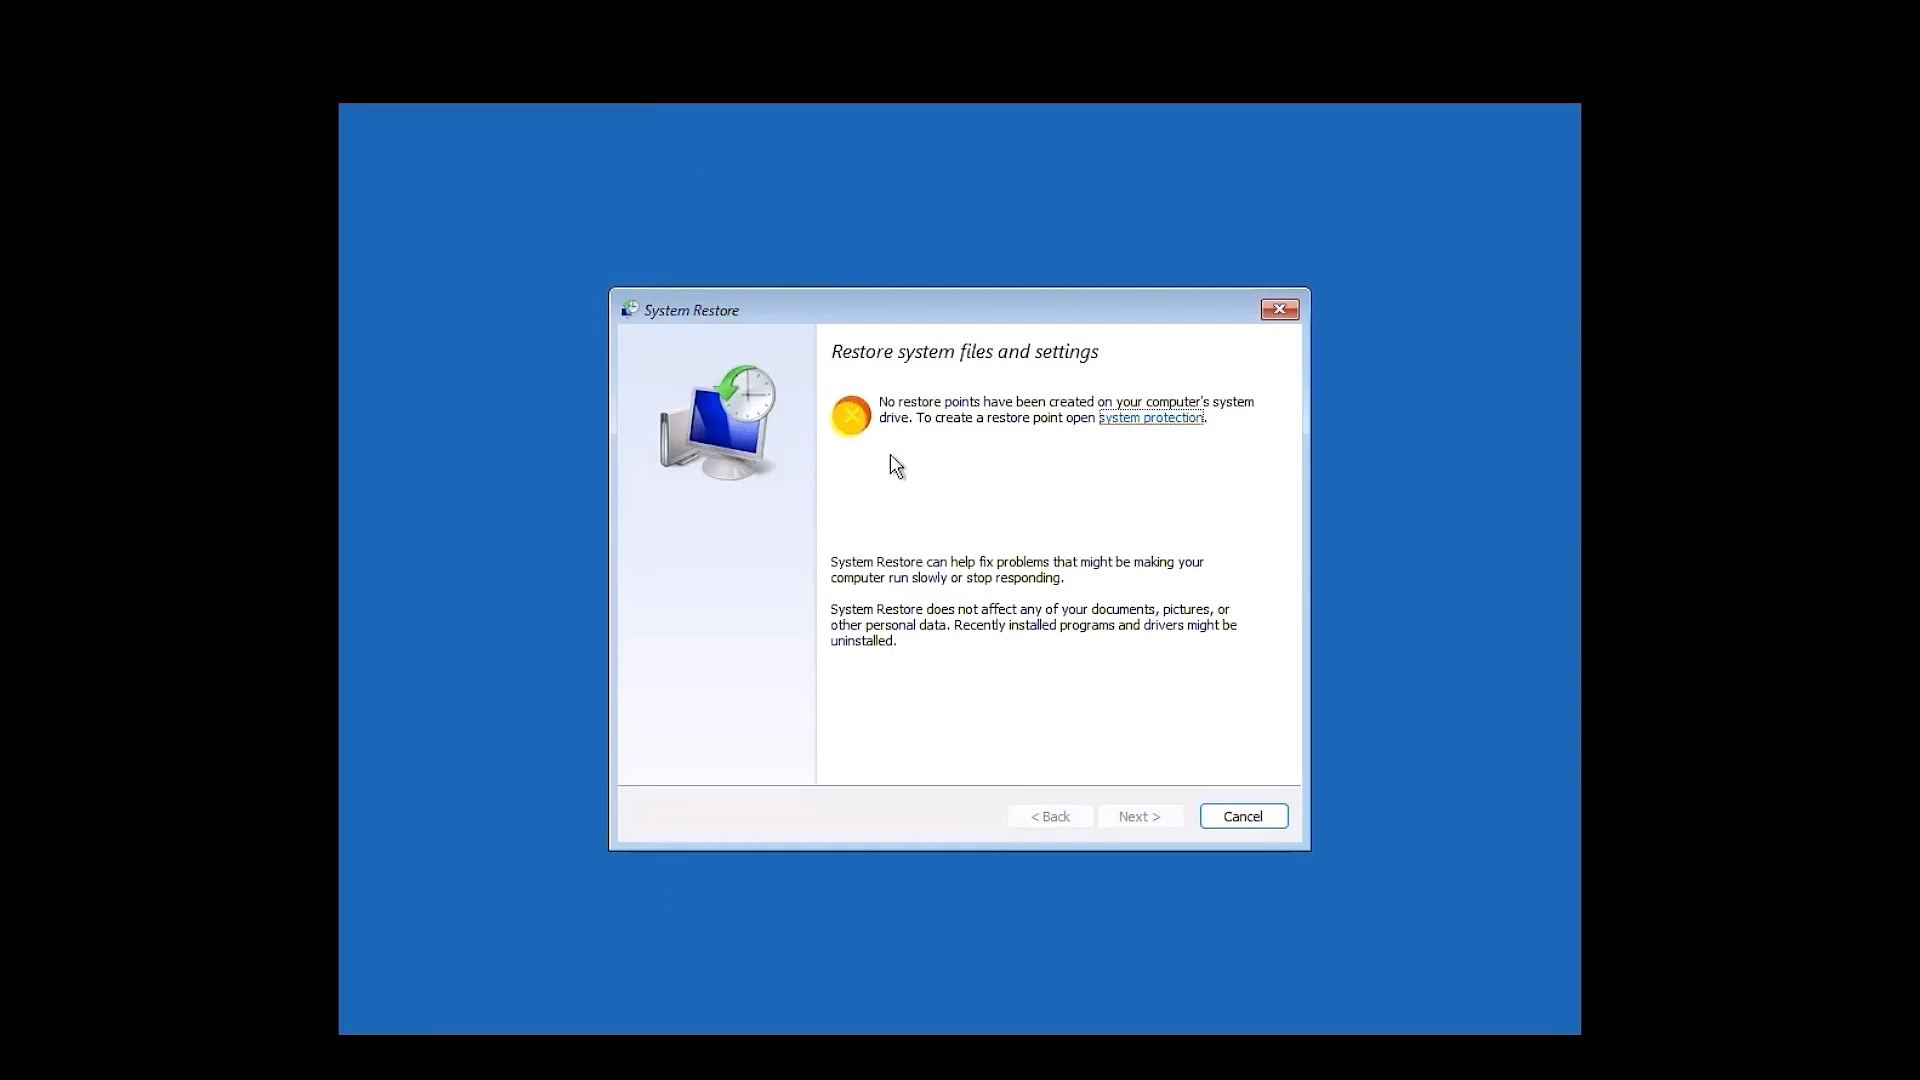 System Restore
Restore system files and settings
No restore points have been created on your computer's system
drive. To create a restore point open system protection.
System Restore can help fix problems that might be making your
computer run slowly or stop responding.
System Restore does not affect any of your documents, pictures, or
other personal data. Recently installed programs and drivers might be
uninstalled.
< Back
Next >
Cancel